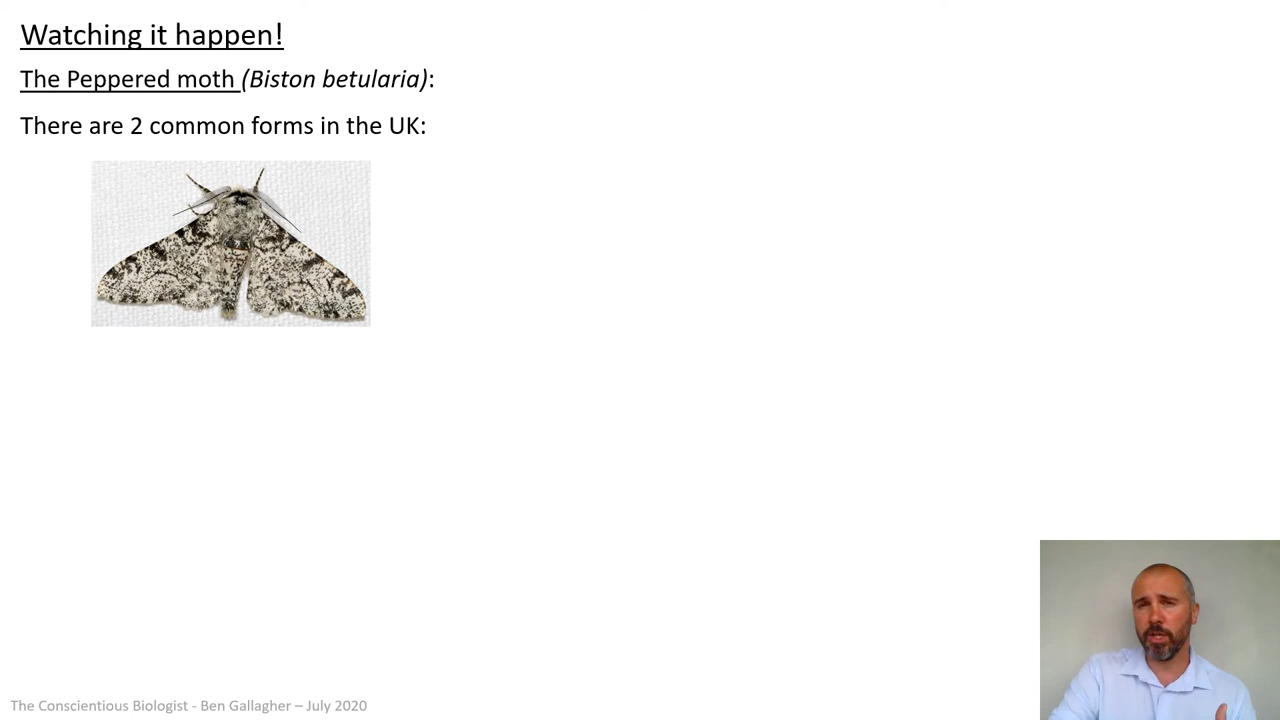 Watching it happen!
The Peppered moth (Biston betularia):
There are 2 common forms in the UK:
The Conscientious Biologist - Ben Gallagher – July 2020